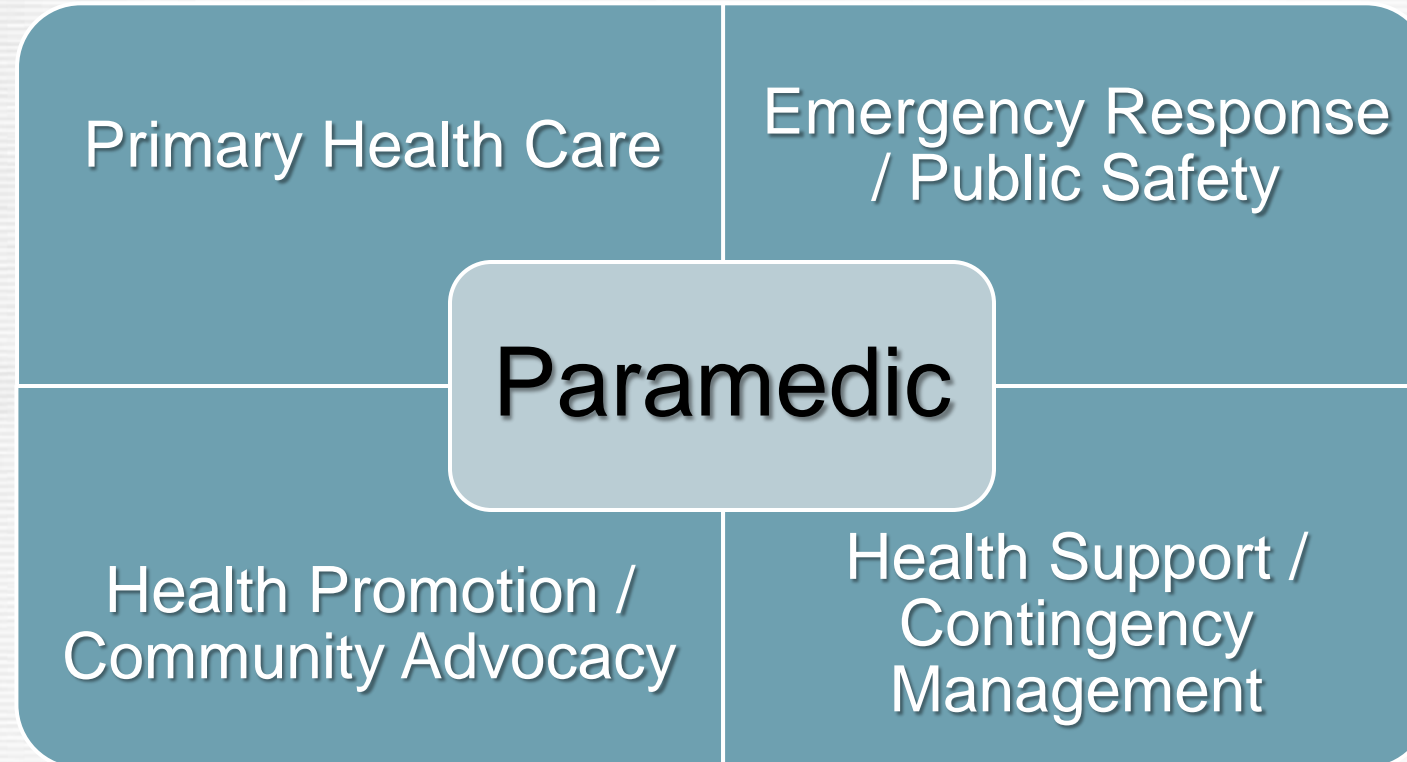 Primary Health Care
Emergency Response
/ Public Safety
Paramedic
Health Promotion /
Community Advocacy
Health Support /
Contingency
Management